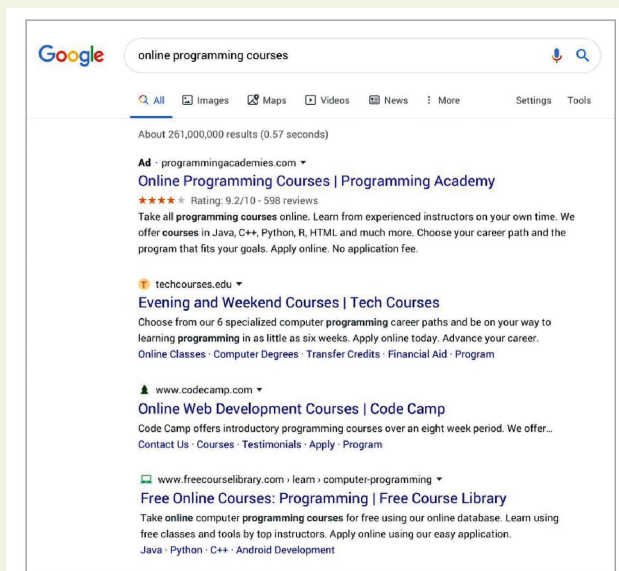 Google
online programming courses
All Images Maps Videos News More Settings Tools
About 261,000,000 results (0.57 seconds)
Ad · programmingacademies.com
Online Programming Courses | Programming Academy
Rating: 9.2/10 - 598 reviews
Take all programming courses online. Learn from experienced instructors on your own time. We
offer courses in Java, C++, Python, R, HTML and much more. Choose your career path and the
program that fits your goals. Apply online. No application fee.
T techcourses.edu
Evening and Weekend Courses | Tech Courses
Choose from our 6 specialized computer programming career paths and be on your way to
learning programming in as little as six weeks. Apply online today. Advance your career.
Online Classes · Computer Degrees · Transfer Credits · Financial Aid · Program
www.codecamp.com
Online Web Development Courses | Code Camp
Code Camp offers introductory programming courses over an eight week period. We offer...
Contact Us · Courses · Testimonials · Apply · Program
www.freecourselibrary.com › learn › computer-programming
Free Online Courses: Programming | Free Course Library
Take online computer programming courses for free using our online database. Learn using
free classes and tools by top instructors. Apply online using our easy application.
Java · Python · C++ · Android Development